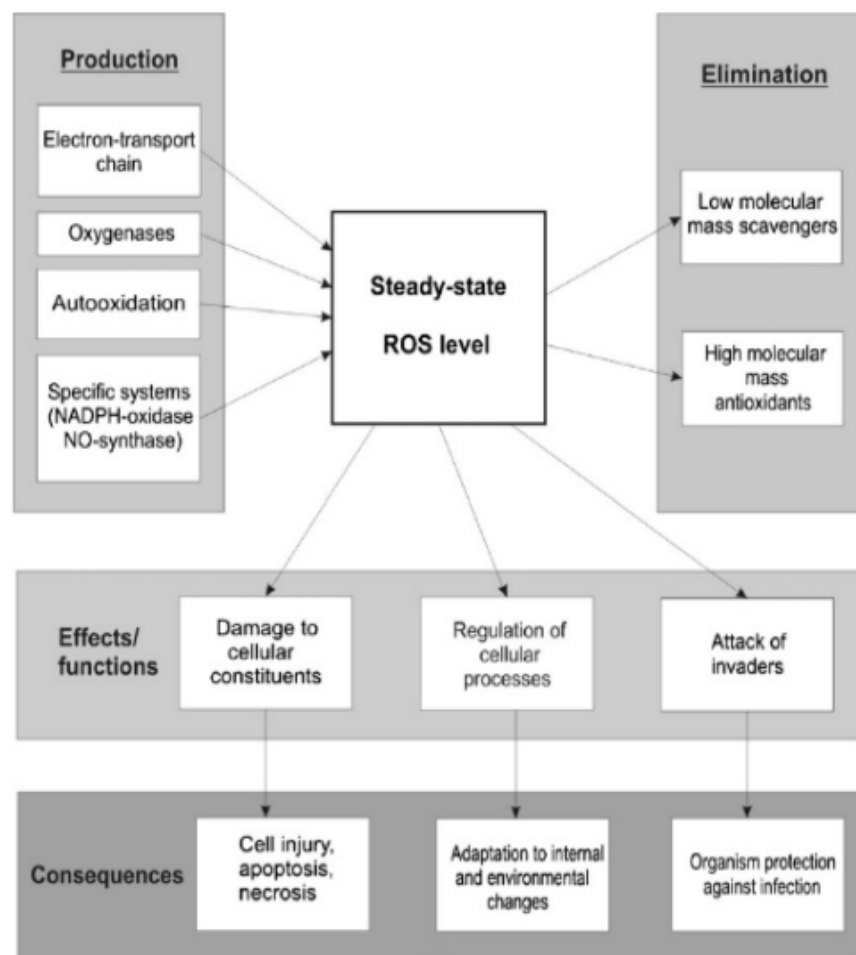 Production
Electron-transport
chain
Oxygenases
Autooxidation
Specific systems
(NADPH-oxidase
NO-synthase)
Steady-state
ROS level
Elimination
Low molecular
mass scavengers
High molecular
mass
antioxidants
Effects/
functions
Damage to
cellular
constituents
Regulation of
cellular
processes
Attack of
invaders
Consequences
Cell injury,
apoptosis,
necrosis
Adaptation to internal
and environmental
changes
Organism protection
against infection